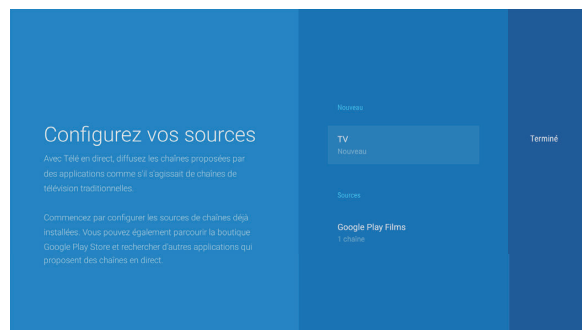 Configurez vos sources
Avec Télé en direct, diffusez les chaînes proposées par
des applications comme s'il s'agissait de chaînes de
télévision traditionnelles.
Commencez par configurer les sources de chaînes déjà
installées. Vous pouvez également parcourir la boutique
Google Play Store et rechercher d'autres applications qui
proposent des chaînes en direct.
Nouveau
TV
Nouveau
Sources
Google Play Films
1 chaîne
Terminé